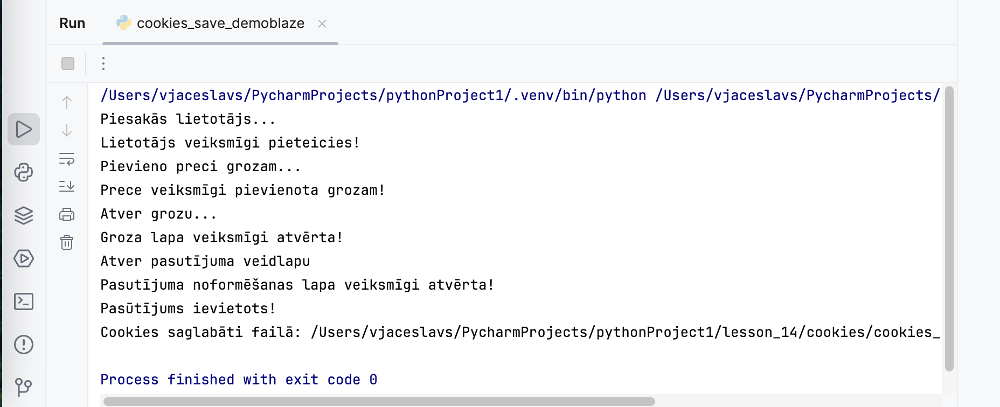 Run cookies_save_demoblaze
/Users/vjaceslavs/PycharmProjects/pythonProject1/.venv/bin/python /Users/vjaceslavs/PycharmProjects/
Piesakās lietotājs...
Lietotājs veiksmīgi pieteicies!
Pievieno preci grozam...
Prece veiksmīgi pievienota grozam!
Atver grozu...
Groza lapa veiksmīgi atvērta!
Atver pasutījuma veidlapu
Pasutījuma noformēšanas lapa veiksmīgi atvērta!
Pasūtījums ievietots!
Cookies saglabāti failā: /Users/vjaceslavs/PycharmProjects/pythonProject1/lesson_14/cookies/cookies_
Process finished with exit code 0